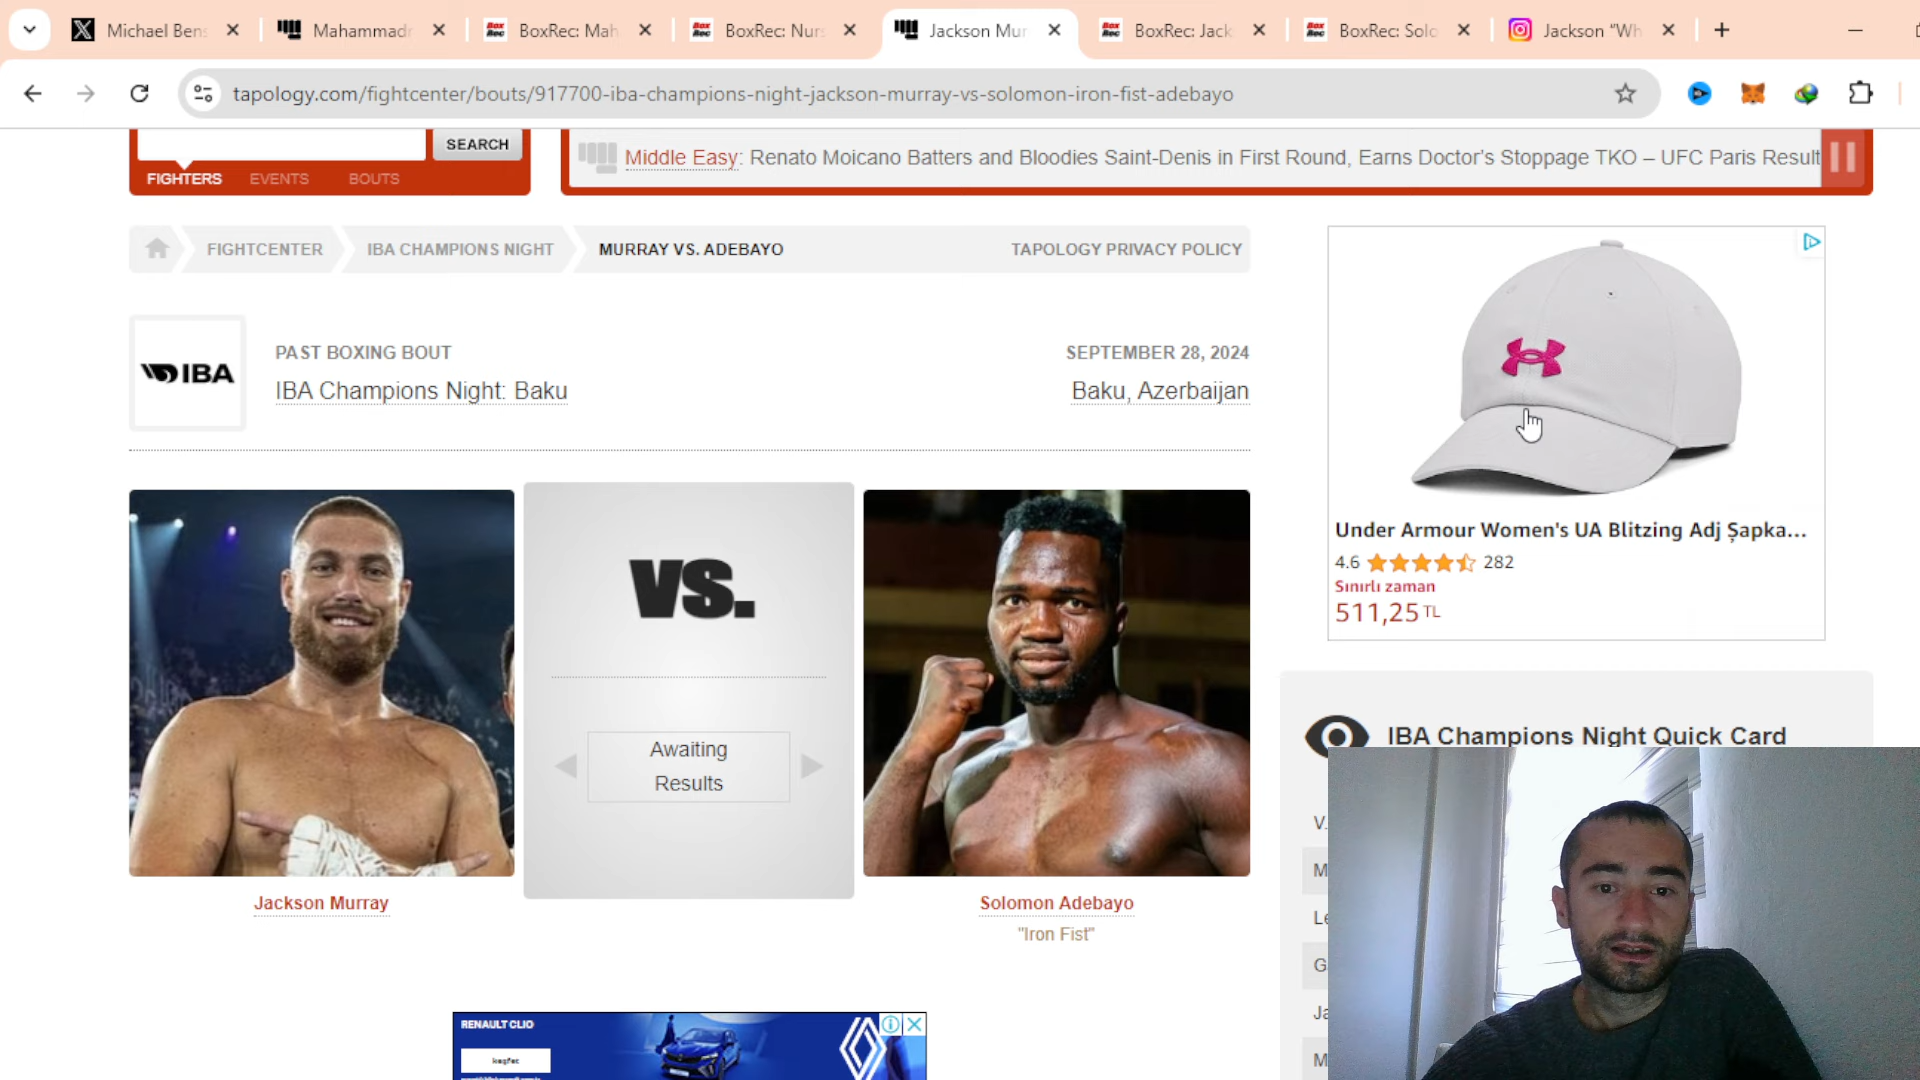 Michael Ben
Mahammadr
BoxRec: Mah
BoxRec: Nur
Jackson Mur
BoxRec: Jack
BoxRec: Solo
Jackson “Wh
tapology.com/fightcenter/bouts/917700-iba-champions-night-jackson-murray-vs-solomon-iron-fist-adebayo
SEARCH
FIGHTERS EVENTS BOUTS
Middle Easy: Renato Moicano Batters and Bloodies Saint-Denis in First Round, Earns Doctor’s Stoppage TKO – UFC Paris Result
FIGHTCENTER IBA CHAMPIONS NIGHT MURRAY VS. ADEBAYO TAPOLOGY PRIVACY POLICY
IBA
PAST BOXING BOUT
IBA Champions Night: Baku
SEPTEMBER 28, 2024
Baku, Azerbaijan
VS.
Awaiting
Results
Jackson Murray
Solomon Adebayo
"Iron Fist"
Under Armour Women's UA Blitzing Adj Şapka...
4.6 282
Sınırlı zaman
511,25 TL
IBA Champions Night Quick Card
V.
M
Le
G
Ja
M
RENAULT CLIO
keşfet